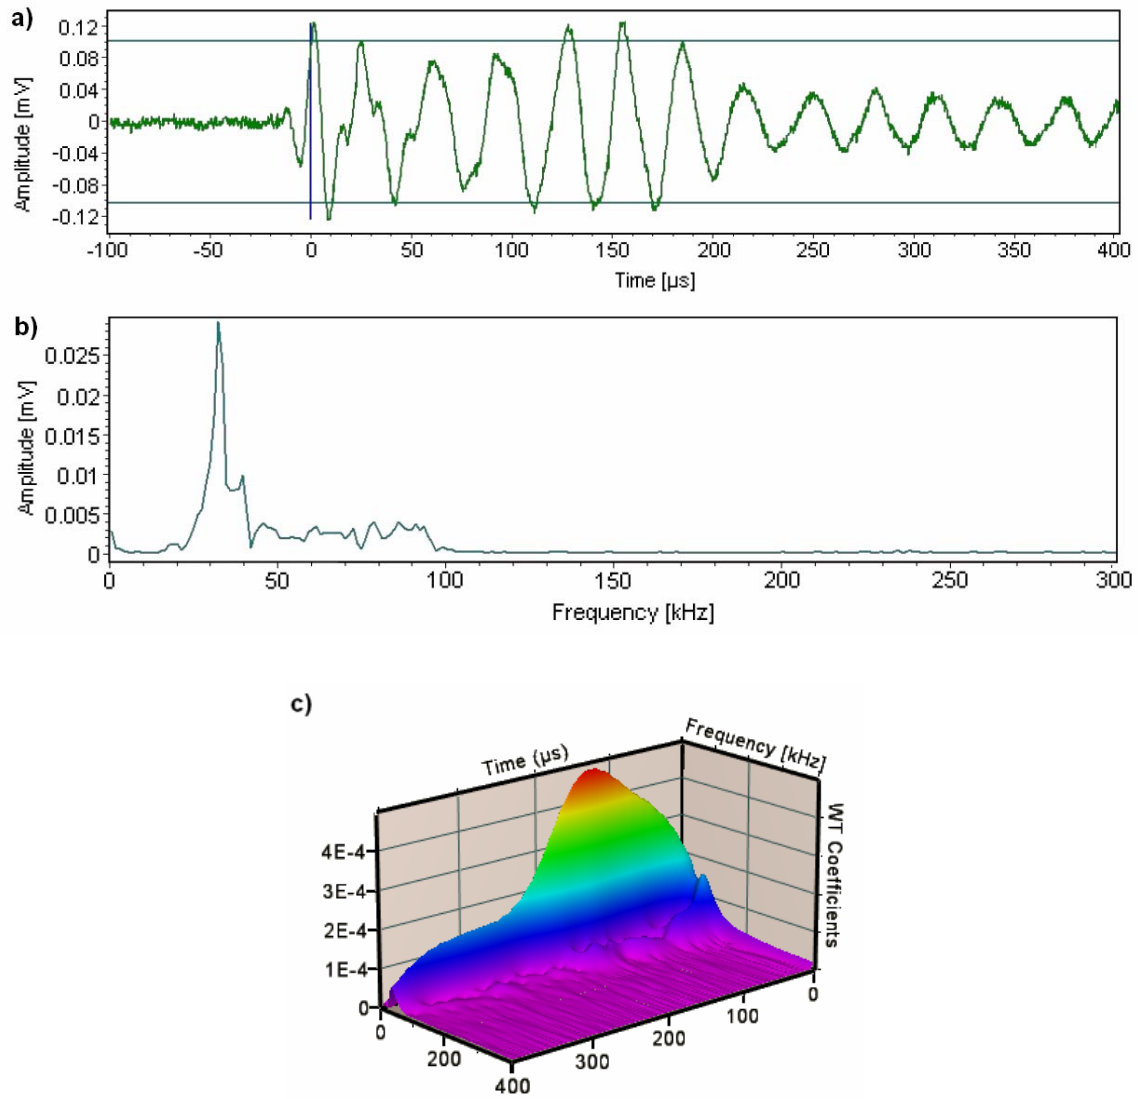 a)
Amplitude [mV]
0.12
0.08
0.04
0
-0.04
-0.08
-0.12
-100 -50 0 50 100 150 200 250 300 350 400
Time [µs]
b)
Amplitude [mV]
0.025
0.02
0.015
0.01
0.005
0
0 50 100 150 200 250 300
Frequency [kHz]
c)
Time (µs)
Frequency [kHz]
WT Coefficients
4E-4
3E-4
2E-4
1E-4
0
0 200 400
300 200 100 0